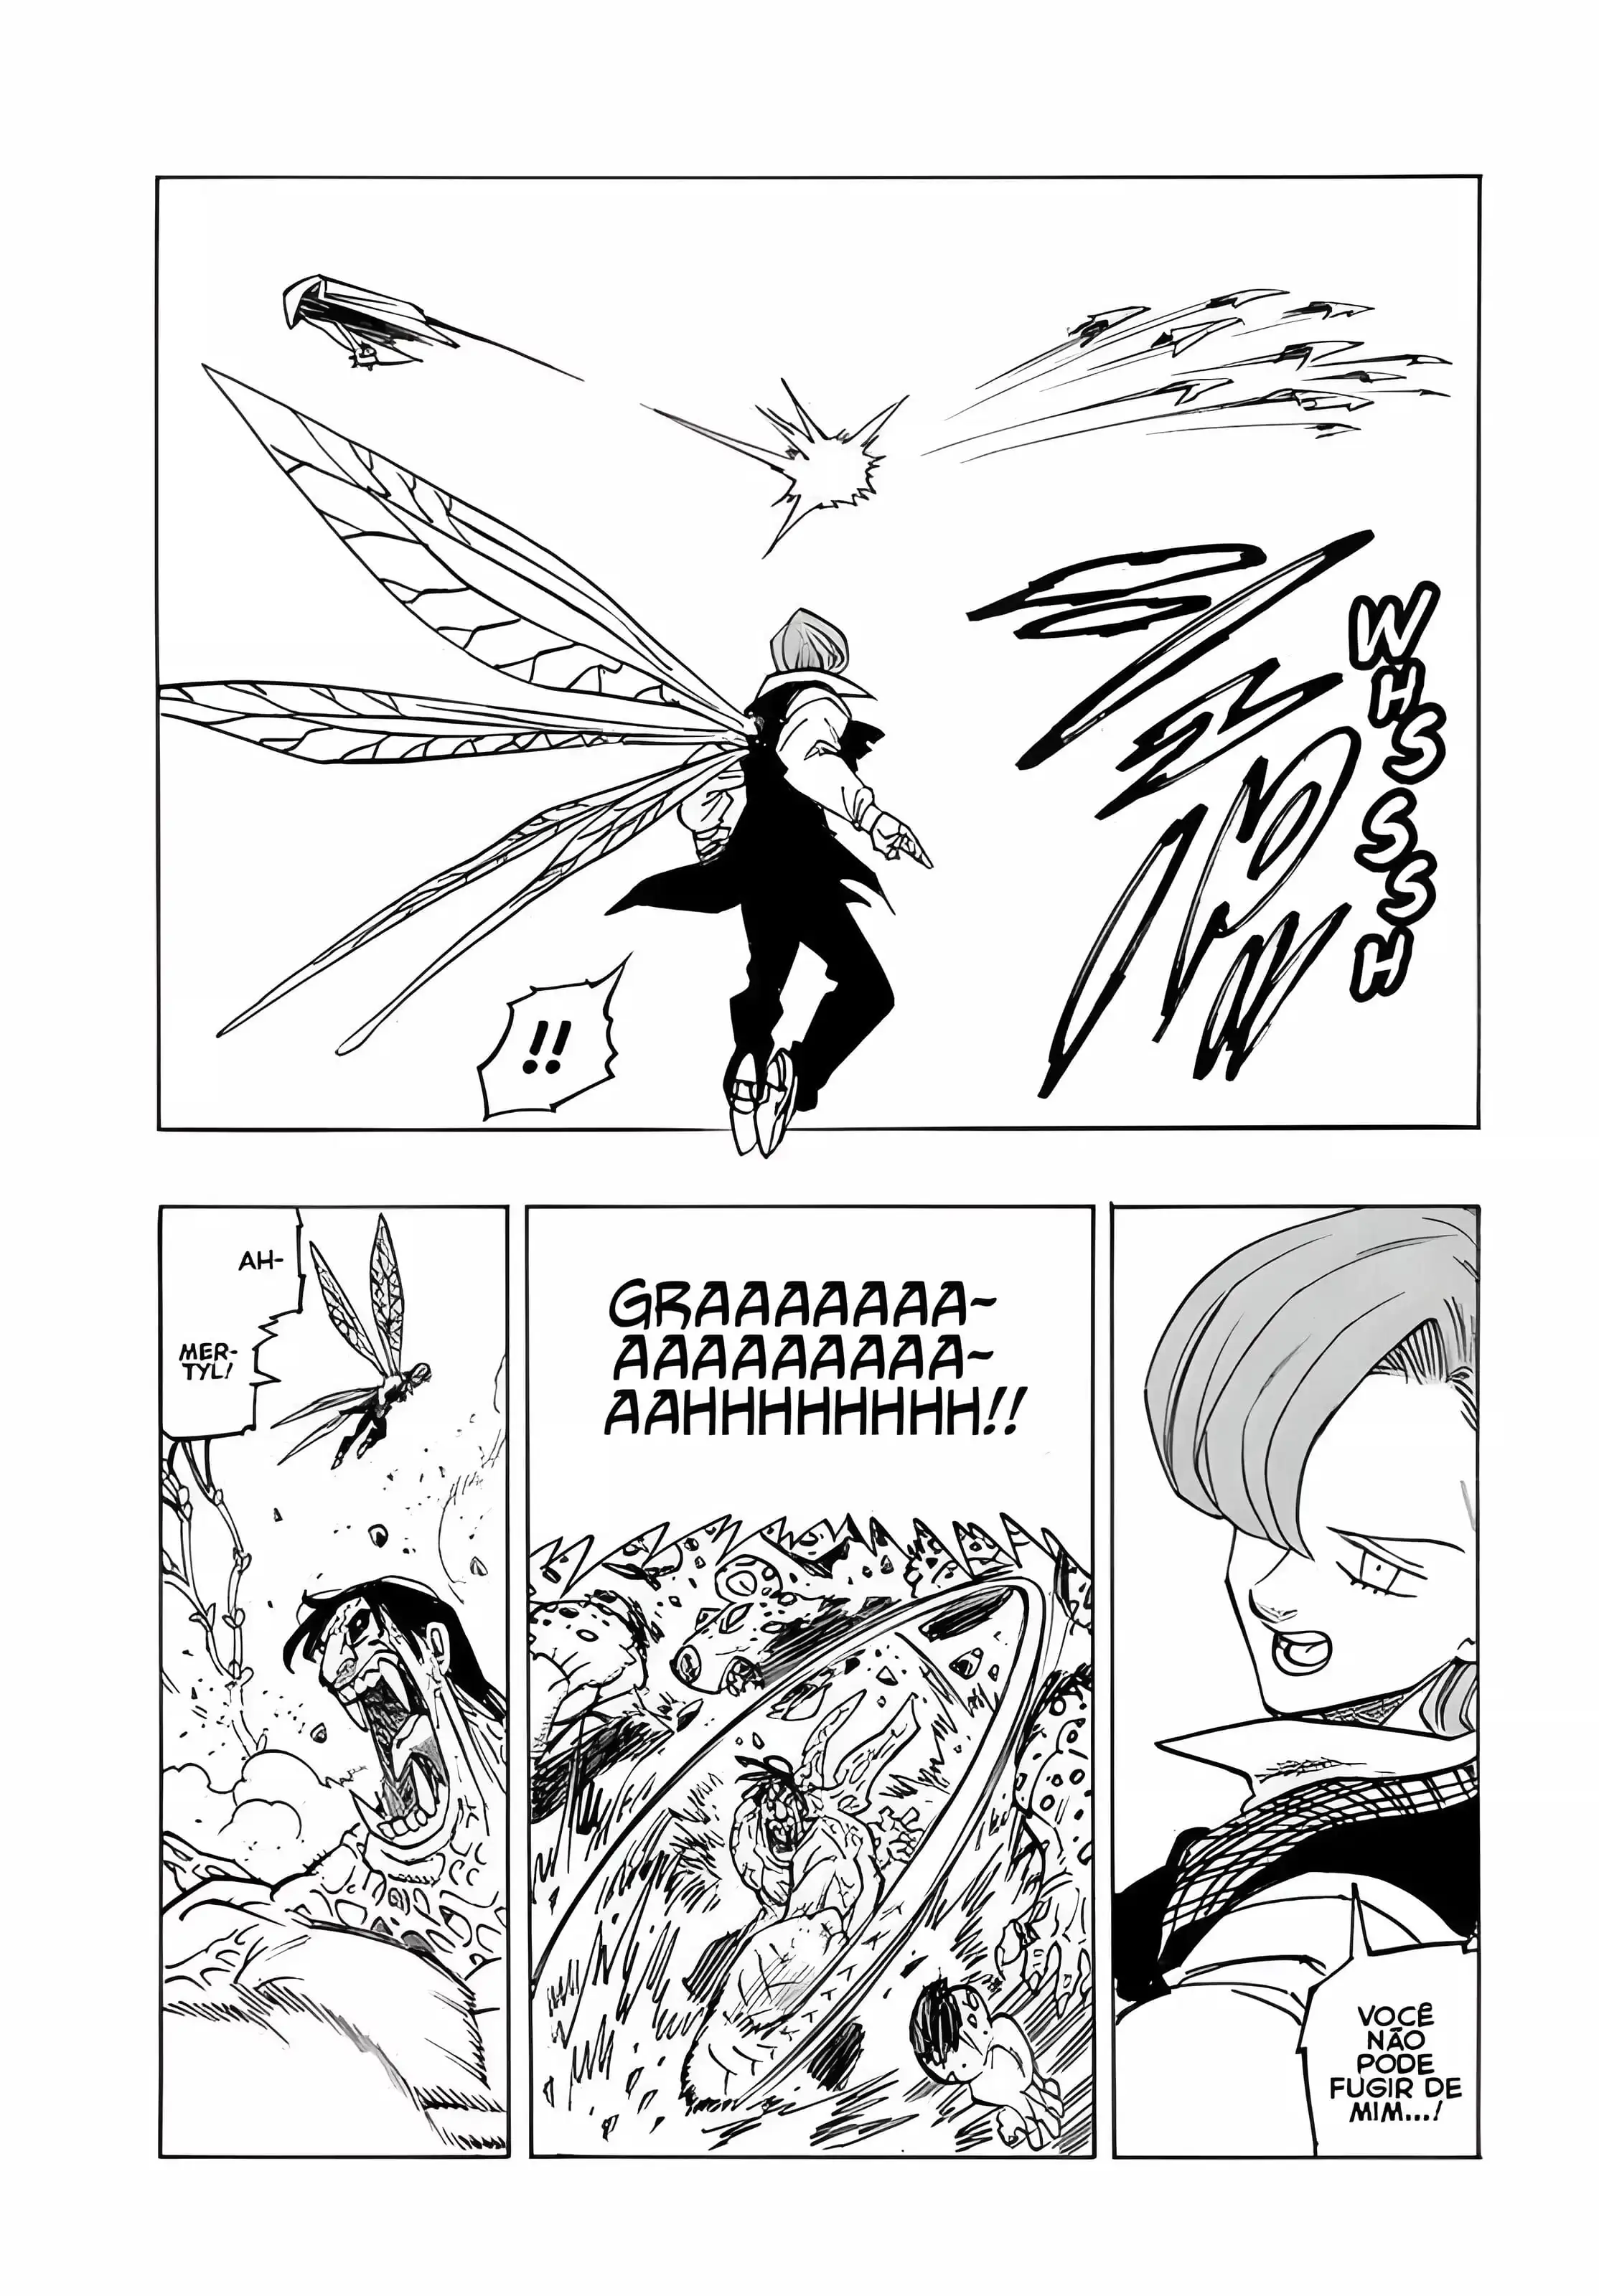 WHSSSH
!!
VOCÊ
NÃO
PODE
FUGIR DE
MIM...!
GRAAAAAAA~
AAAAAAAAA~
AAHHHHHHHH!!
AH-
MER-
TYL!